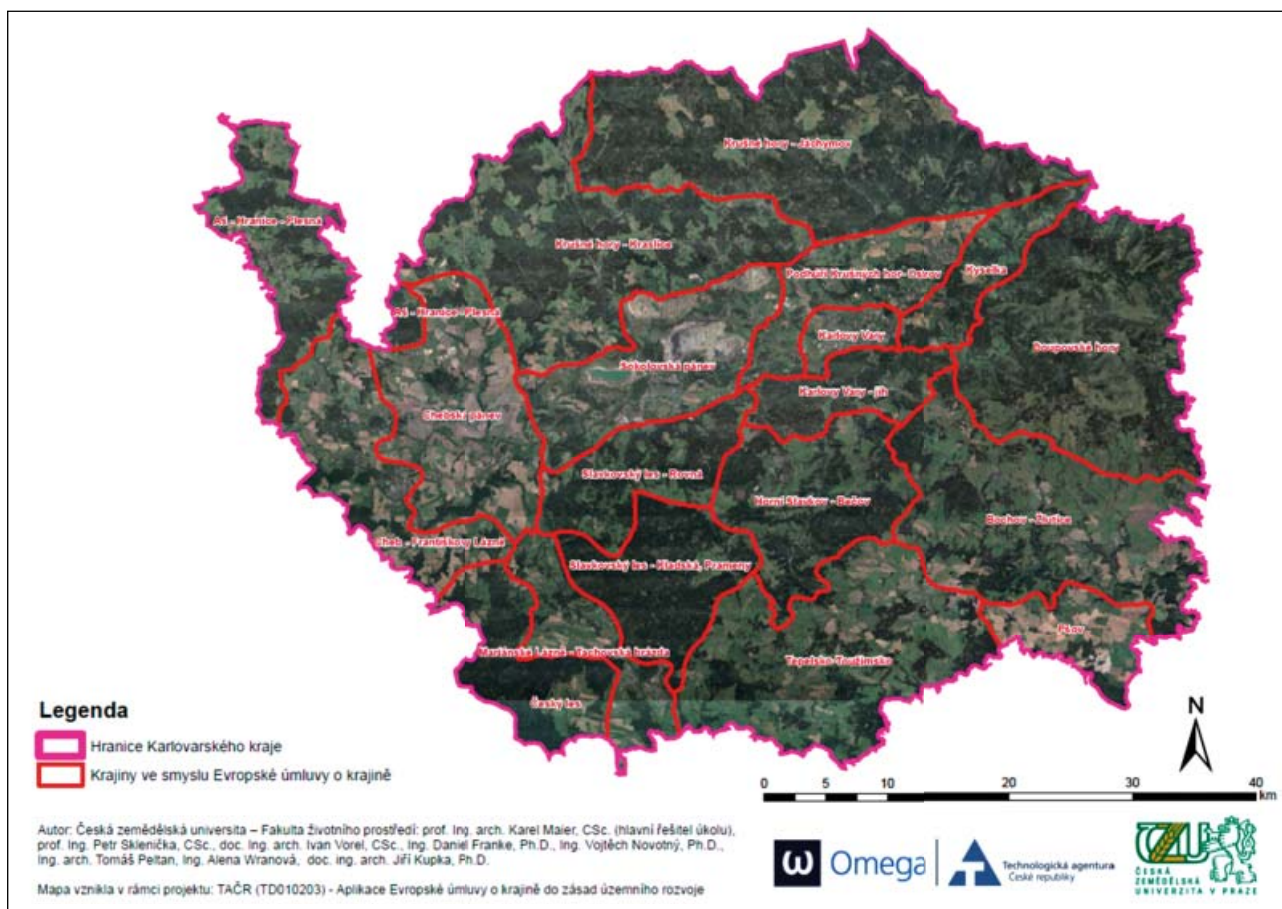 Krušné hory - Jáchymov
Aš - Hranice - Plesná
Krušné hory - Kraslice
Podhůří Krušných hor- Ostrov
Kyselka
Aš - Hranice - Plesná
Karlovy Vary
Doupovské hory
Sokolovská pánev
Karlovy Vary - jih
Chebská pánev
Slavkovský les - Rovná
Horní Slavkov - Bečov
Bochov - Žlutice
Cheb - Františkovy Lázně
Slavkovský les - Kladská, Prameny
Pšov
Mariánské Lázně - Tachovská brázda
Tepelsko-Toužimsko
Český les
Legenda
Hranice Karlovarského kraje
Krajiny ve smyslu Evropské úmluvy o krajině
N
0 5 10 20 30 40
km
Autor: Česká zemědělská universita – Fakulta životního prostředí: prof. Ing. arch. Karel Maier, CSc. (hlavní řešitel úkolu),
prof. Ing. Petr Sklenička, CSc., doc. Ing. arch. Ivan Vorel, CSc., Ing. Daniel Franke, Ph.D., Ing. Vojtěch Novotný, Ph.D.,
Ing. arch. Tomáš Peltan, Ing. Alena Wranová, doc. ing. arch. Jiří Kupka, Ph.D.
Mapa vznikla v rámci projektu: TAČR (TD010203) - Aplikace Evropské úmluvy o krajině do zásad územního rozvoje
ω Omega
T A
Technologická agentura
České republiky
ČZU
ČESKÁ
ZEMĚDĚLSKÁ
UNIVERZITA V PRAZE